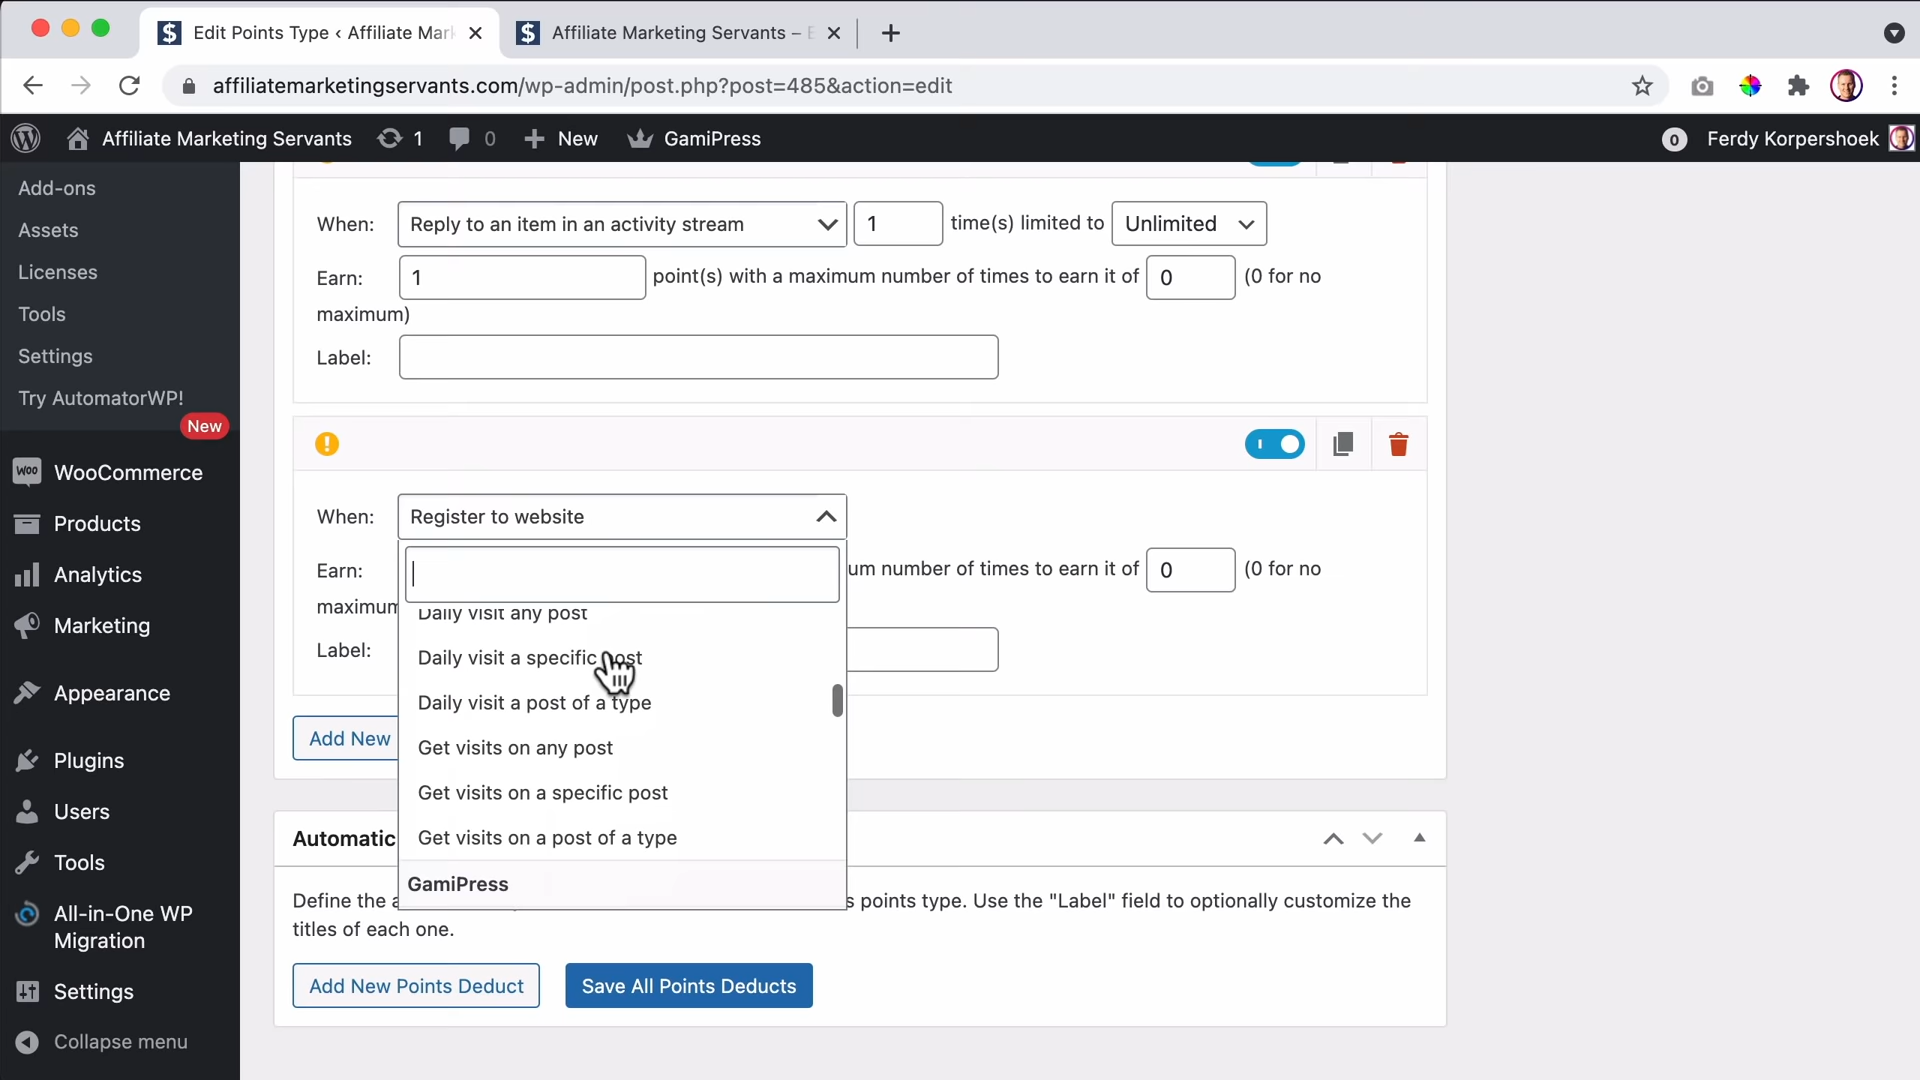 Edit Points Type < Affiliate Mar
Affiliate Marketing Servants –
affiliatemarketingservants.com/wp-admin/post.php?post=485&action=edit
Affiliate Marketing Servants
1
0
New
GamiPress
0
Ferdy Korpershoek
Add-ons
Assets
Licenses
Tools
Settings
Try AutomatorWP!
New
WooCommerce
Products
Analytics
Marketing
Appearance
Plugins
Users
Tools
All-in-One WP
Migration
Settings
Collapse menu
When: Reply to an item in an activity stream 1 time(s) limited to Unlimited
Earn: 1 point(s) with a maximum number of times to earn it of 0 (0 for no
maximum)
Label:
When: Register to website
Earn: um number of times to earn it of 0 (0 for no
maximum
Label:
Daily visit any post
Daily visit a specific post
Daily visit a post of a type
Get visits on any post
Get visits on a specific post
Get visits on a post of a type
GamiPress
Add New
Automatic
Define the a s points type. Use the "Label" field to optionally customize the
titles of each one.
Add New Points Deduct
Save All Points Deducts